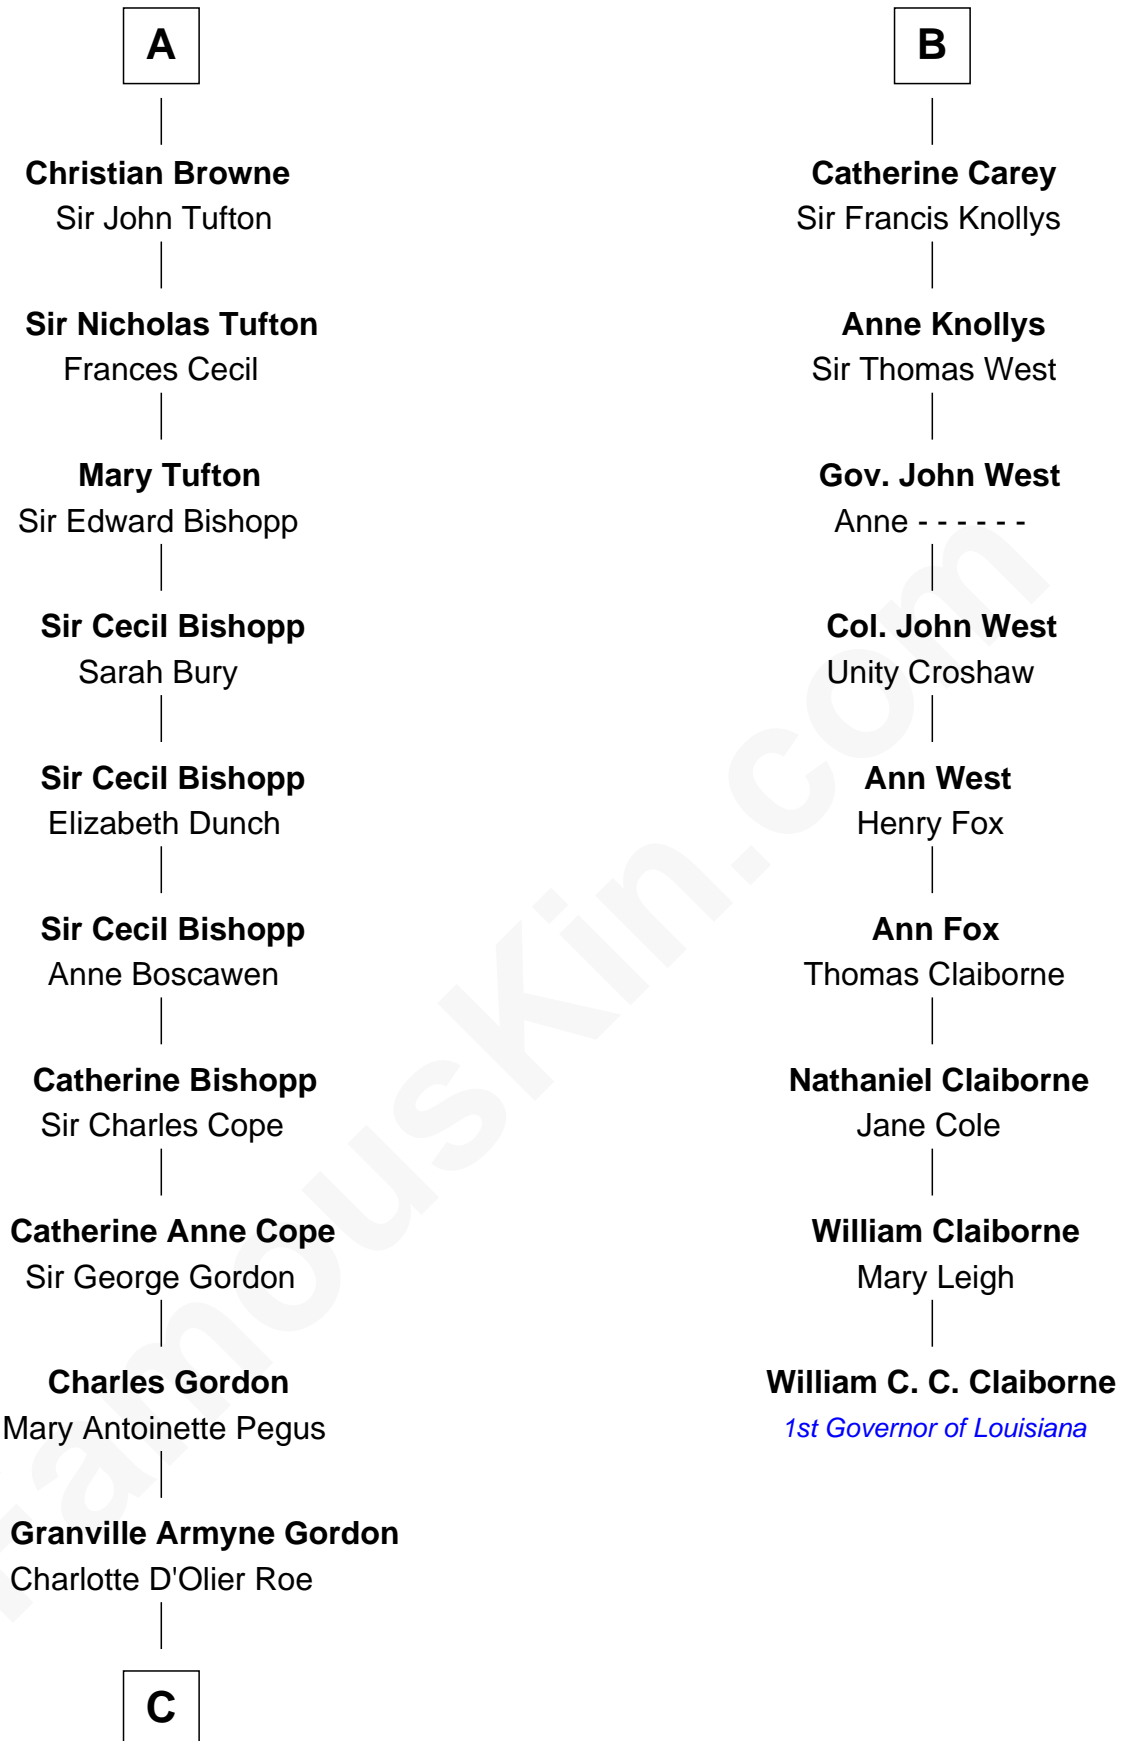 A
Christian Browne
Sir John Tufton
Sir Nicholas Tufton
Frances Cecil
Mary Tufton
Sir Edward Bishopp
Sir Cecil Bishopp
Sarah Bury
Sir Cecil Bishopp
Elizabeth Dunch
Sir Cecil Bishopp
Anne Boscawen
Catherine Bishopp
Sir Charles Cope
Catherine Anne Cope
Sir George Gordon
Charles Gordon
Mary Antoinette Pegus
Granville Armyne Gordon
Charlotte D'Olier Roe
C
B
Catherine Carey
Sir Francis Knollys
Anne Knollys
Sir Thomas West
Gov. John West
Anne - - - - - -
Col. John West
Unity Croshaw
Ann West
Henry Fox
Ann Fox
Thomas Claiborne
Nathaniel Claiborne
Jane Cole
William Claiborne
Mary Leigh
William C. C. Claiborne
1st Governor of Louisiana
FamousKin.com